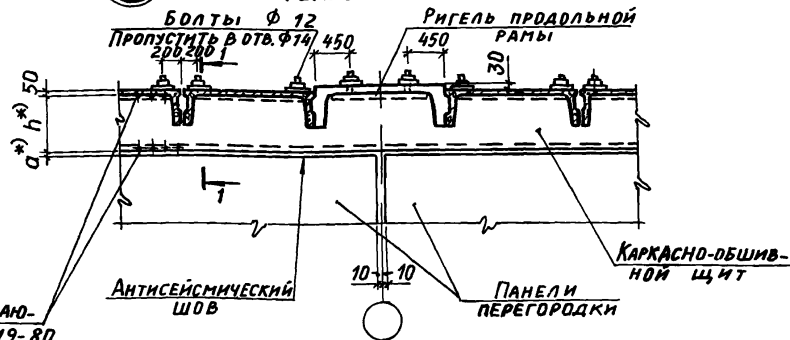 Болты ф 12
Пропустить в отв. ф14
200 200 1
450
Ригель продольной
рамы
450
30
50
h*)
a*)
1
Каркасно-обшив-
ной щит
Антисейсмический
шов
10 10
Панели
перегородки
аю-
19-80